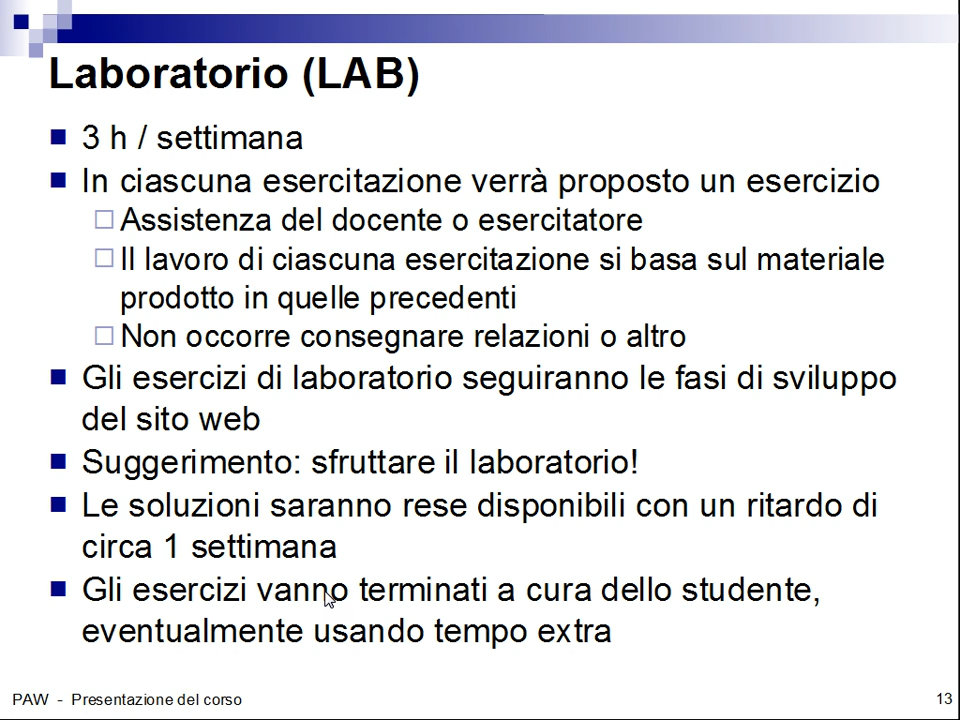 Laboratorio (LAB)
3 h / settimana
In ciascuna esercitazione verrà proposto un esercizio
Assistenza del docente o esercitatore
Il lavoro di ciascuna esercitazione si basa sul materiale
prodotto in quelle precedenti
Non occorre consegnare relazioni o altro
Gli esercizi di laboratorio seguiranno le fasi di sviluppo
del sito web
Suggerimento: sfruttare il laboratorio!
Le soluzioni saranno rese disponibili con un ritardo di
circa 1 settimana
Gli esercizi vanno terminati a cura dello studente,
eventualmente usando tempo extra
PAW - Presentazione del corso
13